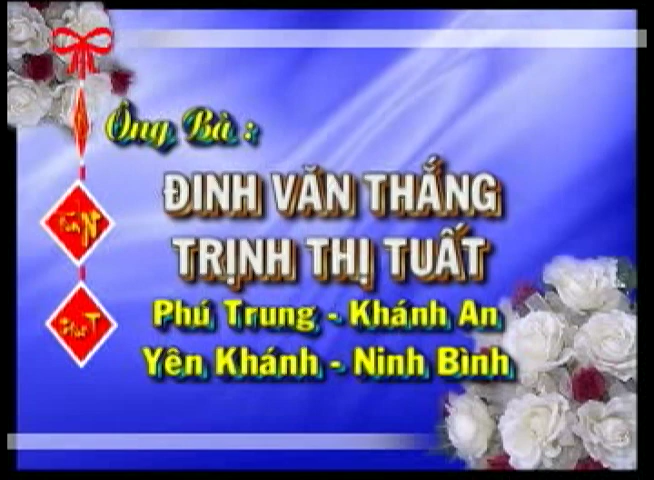 Ông Bà :
ĐINH VĂN THẮNG
TRỊNH THỊ TUẤT
Phú Trung - Khánh An
Yên Khánh - Ninh Bình